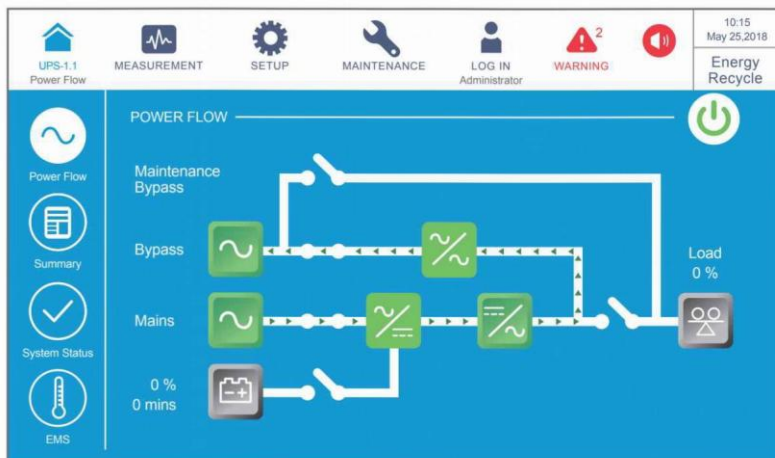 UPS-1.1
Power Flow
MEASUREMENT
SETUP
MAINTENANCE
LOG IN
Administrator
2
WARNING
10:15
May 25,2018
Energy
Recycle
Power Flow
Summary
System Status
EMS
POWER FLOW
Maintenance
Bypass
Bypass
Mains
0 %
0 mins
Load
0 %